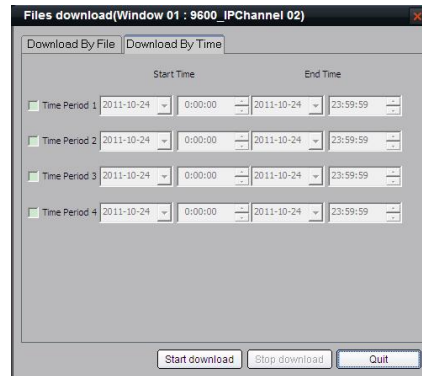 Files download(Window 01 : 9600_IPChannel 02)
Download By File Download By Time
Start Time End Time
Time Period 1 2011-10-24 0:00:00 2011-10-24 23:59:59
Time Period 2 2011-10-24 0:00:00 2011-10-24 23:59:59
Time Period 3 2011-10-24 0:00:00 2011-10-24 23:59:59
Time Period 4 2011-10-24 0:00:00 2011-10-24 23:59:59
Start download Stop download Quit